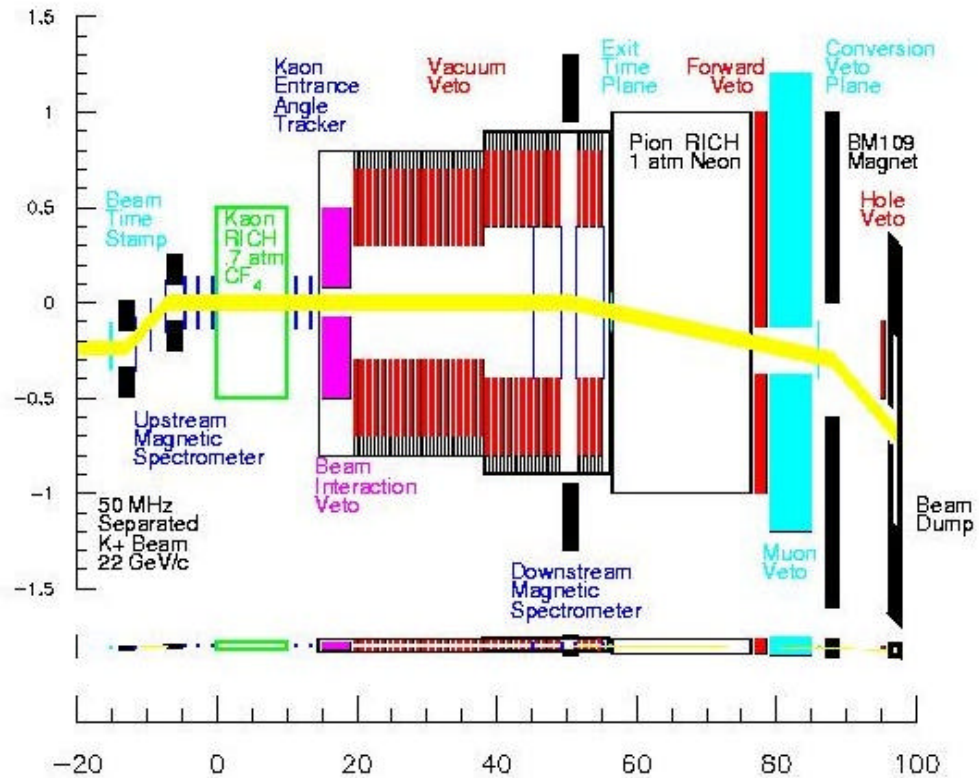 1.5
1
0.5
0
−0.5
−1
−1.5
Kaon
Entrance
Angle
Tracker
Vacuum
Veto
Exit
Time
Plane
Forward
Veto
Conversion
Veto
Plane
Pion RICH
1 atm Neon
BM109
Magnet
Beam
Time
Stamp
Kaon
RICH
.7 atm
CF4
Hole
Veto
Upstream
Magnetic
Spectrometer
Beam
Interaction
Veto
50 MHz
Separated
K+ Beam
22 GeV/c
Downstream
Magnetic
Spectrometer
Muon
Veto
Beam
Dump
−20 0 20 40 60 80 100